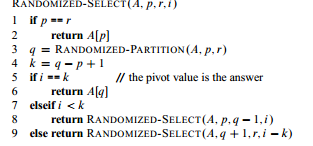 RANDOMIZED-SELECT(A, p, r, i)
1 if p == r
2 return A[p]
3 q = RANDOMIZED-PARTITION(A, p, r)
4 k = q − p + 1
5 if i == k // the pivot value is the answer
6 return A[q]
7 elseif i < k
8 return RANDOMIZED-SELECT(A, p, q − 1, i)
9 else return RANDOMIZED-SELECT(A, q + 1, r, i − k)